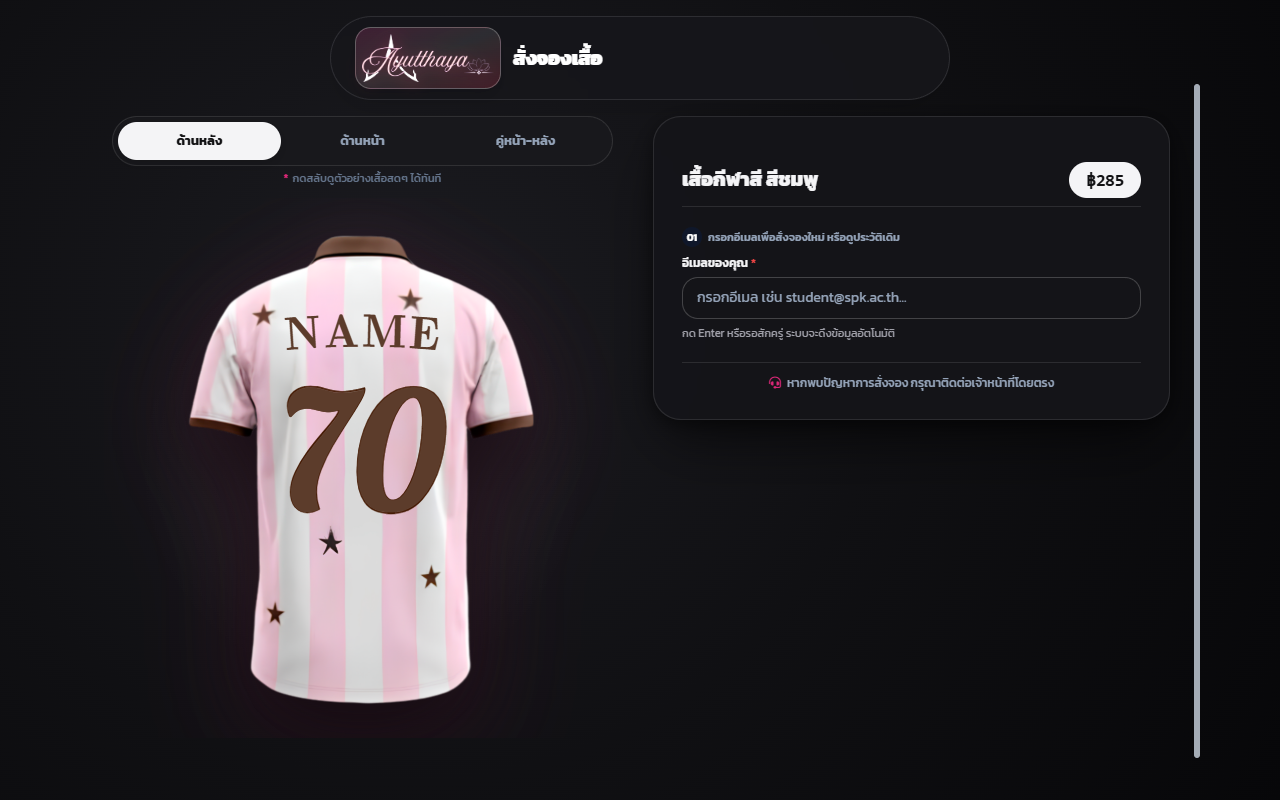 Ayutthaya
สั่งจองเสื้อ
ด้านหลัง
ด้านหน้า
คู่หน้า-หลัง
* กดสลับดูตัวอย่างเสื้อสดๆ ได้ทันที
NAME
70
เสื้อกีฬาสี สีชมพู
฿285
01 กรอกอีเมลเพื่อสั่งจองใหม่ หรือดูประวัติเดิม
อีเมลของคุณ *
กรอกอีเมล เช่น student@spk.ac.th...
กด Enter หรือรอสักครู่ ระบบจะดึงข้อมูลอัตโนมัติ
หากพบปัญหาการสั่งจอง กรุณาติดต่อเจ้าหน้าที่โดยตรง